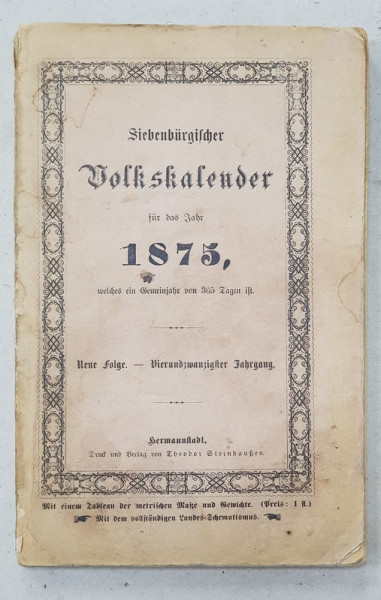 Siebenbürgischer
Volkskalender
für das Jahr
1875,
welches ein Gemeinjahr von 365 Tagen ist.
Neue Folge. — Vierundzwanzigster Jahrgang.
Hermannstadt,
Druck und Verlag von Theodor Steinhaußen.
Mit einem Tableau der metrischen Maße und Gewichte. (Preis: 1 fl.)
Mit dem vollständigen Landes-Schematismus.